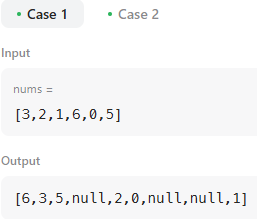 Case 1 Case 2
Input
nums =
[3,2,1,6,0,5]
Output
[6,3,5,null,2,0,null,null,1]